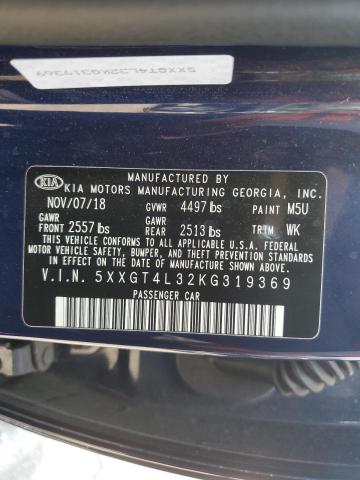 5XXGT4L32KG319369
MANUFACTURED BY
KIA KIA MOTORS MANUFACTURING GEORGIA, INC.
NOV/07/18 GVWR 4497 lbs PAINT M5U
GAWR GAWR
FRONT 2557 lbs REAR 2513 lbs TRIM WK
THIS VEHICLE CONFORMS TO ALL APPLICABLE U.S.A. FEDERAL
MOTOR VEHICLE SAFETY, BUMPER, AND THEFT PREVENTION
STANDARDS IN EFFECT ON THE DATE OF MANUFACTURE SHOWN ABOVE.
V.I.N. 5XXGT4L32KG319369
PASSENGER CAR